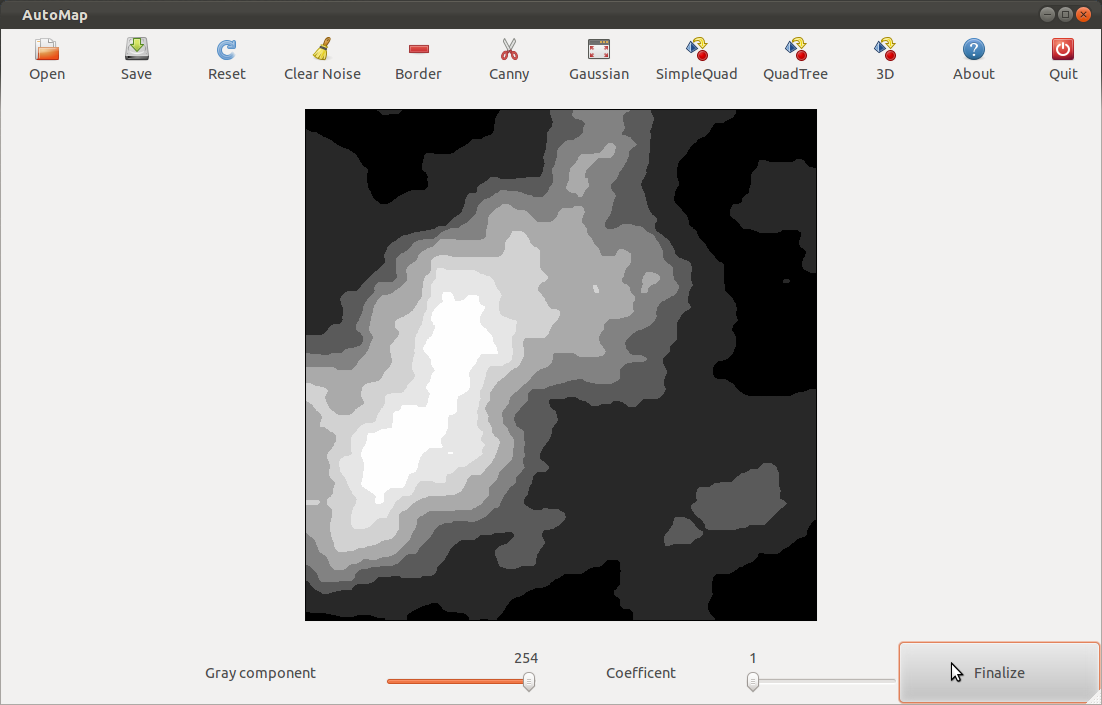 AutoMap
Open Save Reset Clear Noise Border Canny Gaussian SimpleQuad QuadTree 3D About Quit
254 1
Gray component Coefficent Finalize